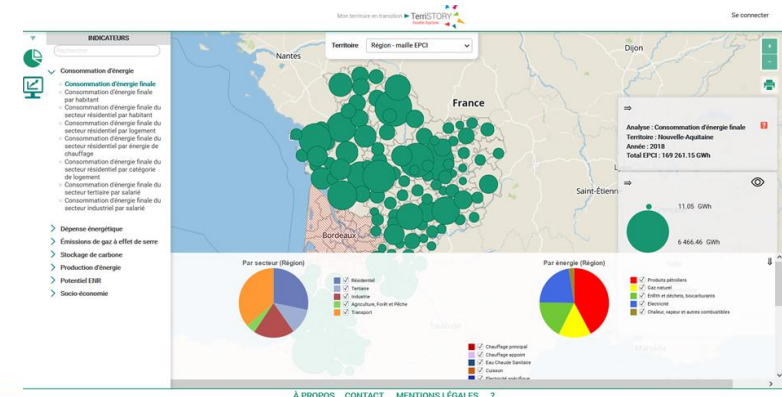 Mon territoire en transition ► TerriSTORY
Se connecter
INDICATEURS
Rechercher
Consommation d'énergie
Consommation d'énergie finale
Consommation d'énergie finale
par habitant
Consommation d'énergie finale du
secteur résidentiel par habitant
Consommation d'énergie finale du
secteur résidentiel par logement
Consommation d'énergie finale du
secteur résidentiel par énergie de
chauffage
Consommation d'énergie finale du
secteur résidentiel par catégorie
de logement
Consommation d'énergie finale du
secteur tertiaire par salarié
Consommation d'énergie finale du
secteur industriel par salarié
Dépense énergétique
Émissions de gaz à effet de serre
Stockage de carbone
Production d'énergie
Potentiel ENR
Socio-économie
Territoire Région - maille EPCI
Nantes
Dijon
France
Saint-Étienne
Bordeaux
Toulouse
Marseille
⇒
Analyse : Consommation d'énergie finale ?
Territoire : Nouvelle-Aquitaine
Année : 2018
Total EPCI : 169 261.15 GWh
⇒
11.05 GWh
6 466.46 GWh
Par secteur (Région)
Résidentiel
Tertiaire
Industrie
Agriculture, Forêt et Pêche
Transport
Par énergie (Région)
Produits pétroliers
Gaz naturel
EnRth et déchets, biocarburants
Electricité
Chaleur, vapeur et autres combustibles
Chauffage principal
Chauffage appoint
Eau Chaude Sanitaire
Cuisson
Electricité spécifique
À PROPOS CONTACT MENTIONS LÉGALES ?